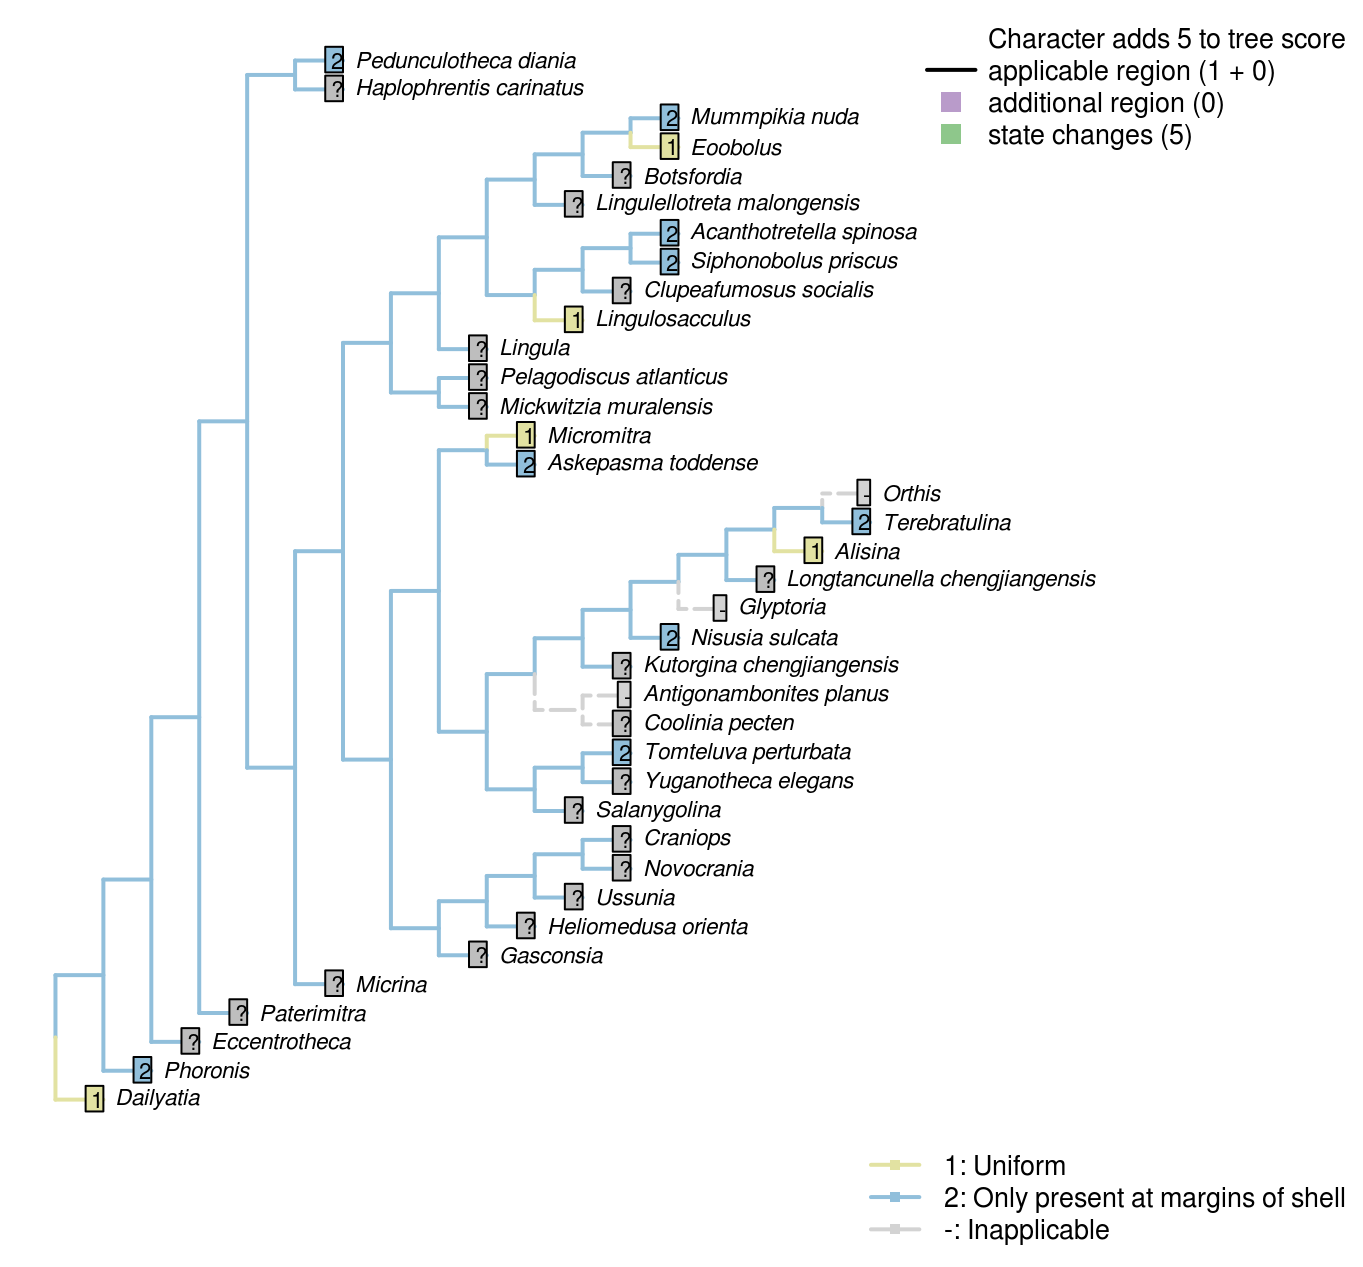 Character adds 5 to tree score
applicable region (1 + 0)
additional region (0)
state changes (5)
2 Pedunculotheca diania
? Haplophrentis carinatus
2 Mummpikia nuda
1 Eoobolus
? Botsfordia
? Lingulellotreta malongensis
2 Acanthotretella spinosa
2 Siphonobolus priscus
? Clupeafumosus socialis
1 Lingulosacculus
? Lingula
? Pelagodiscus atlanticus
? Mickwitzia muralensis
1 Micromitra
2 Askepasma toddense
- Orthis
2 Terebratulina
1 Alisina
? Longtancunella chengjiangensis
- Glyptoria
2 Nisusia sulcata
? Kutorgina chengjiangensis
- Antigonambonites planus
? Coolinia pecten
2 Tomteluva perturbata
? Yuganotheca elegans
? Salanygolina
? Craniops
? Novocrania
? Ussunia
? Heliomedusa orienta
? Gasconsia
? Micrina
? Paterimitra
? Eccentrotheca
2 Phoronis
1 Dailyatia
1: Uniform
2: Only present at margins of shell
-: Inapplicable